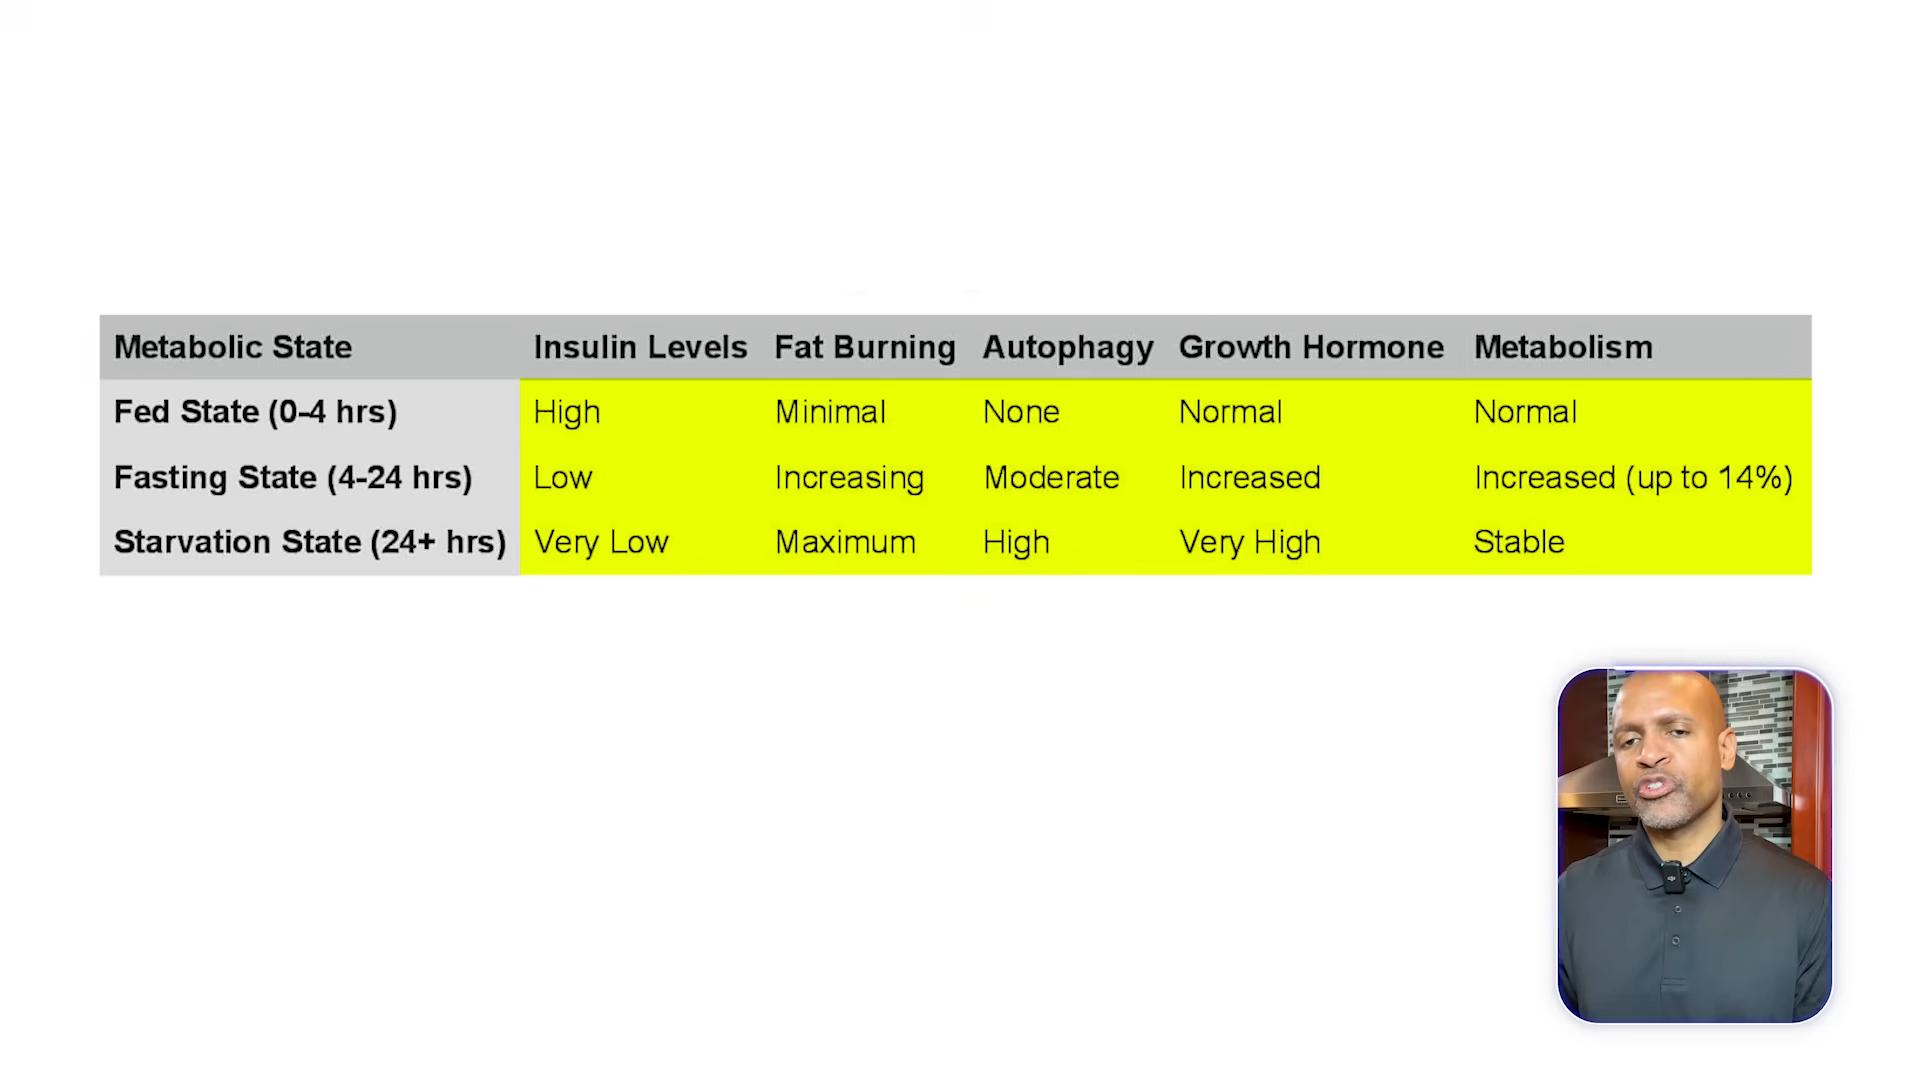 Metabolic State Insulin Levels Fat Burning Autophagy Growth Hormone Metabolism
Fed State (0-4 hrs) High Minimal None Normal Normal
Fasting State (4-24 hrs) Low Increasing Moderate Increased Increased (up to 14%)
Starvation State (24+ hrs) Very Low Maximum High Very High Stable